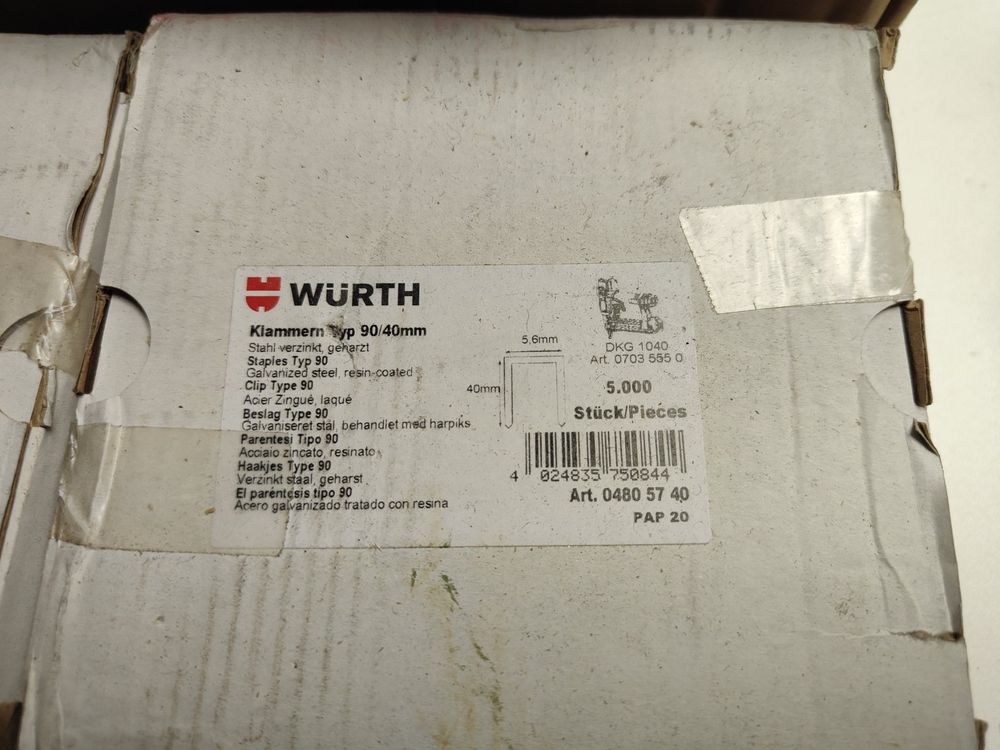 WÜRTH
Klammern Typ 90/40mm
Stahl verzinkt, geharzt
Staples Typ 90
Galvanized steel, resin-coated
Clip Type 90
Acier Zingué, laqué
Beslag Type 90
Galvaniseret stål, behandlet med harpiks
Parentesi Tipo 90
Acciaio zincato, resinato
Haakjes Type 90
Verzinkt staal, geharst
El paréntesis tipo 90
Acero galvanizado tratado con resina
5,6mm
40mm
DKG 1040
Art. 0703 555 0
5.000
Stück/Pieces
4 024835 750844
Art. 0480 57 40
PAP 20